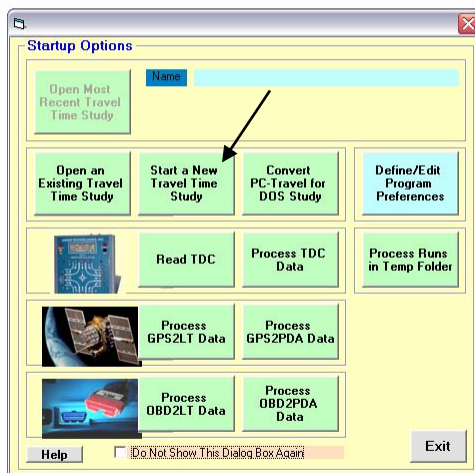 Startup Options
Open Most
Recent Travel
Time Study
Name
Open an
Existing Travel
Time Study
Start a New
Travel Time
Study
Convert
PC-Travel for
DOS Study
Define/Edit
Program
Preferences
Read TDC
Process TDC
Data
Process Runs
in Temp Folder
Process
GPS2LT Data
Process
GPS2PDA Data
Process
OBD2LT Data
Process
OBD2PDA
Data
Help
Do Not Show This Dialog Box Again
Exit